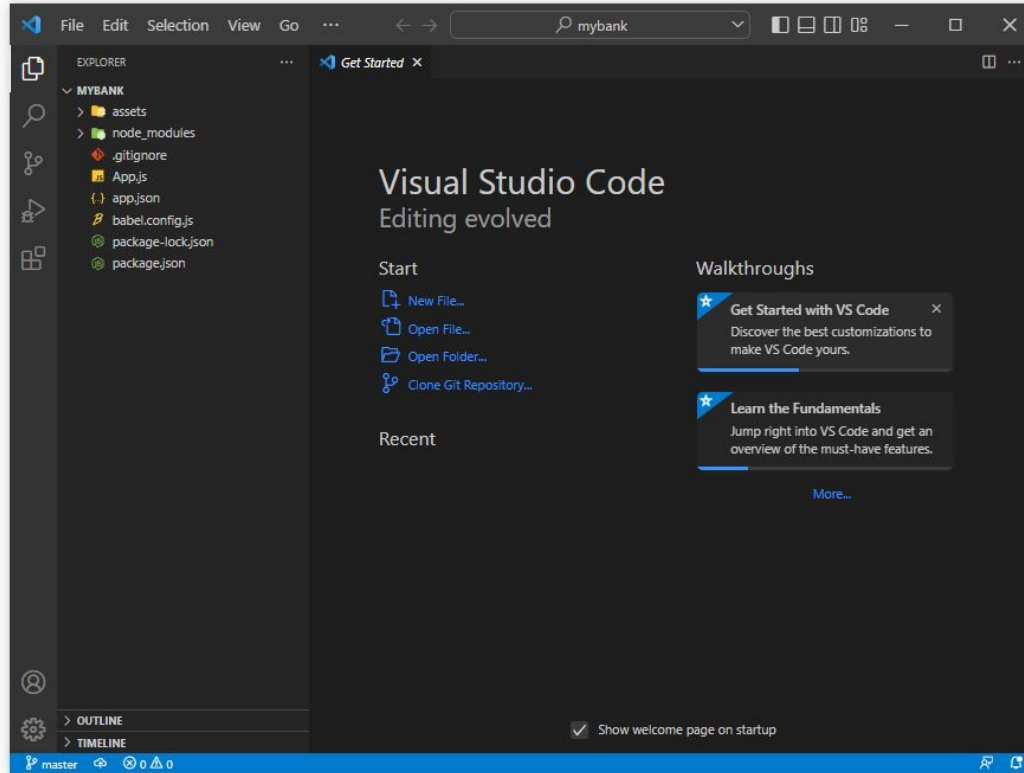 File Edit Selection View Go ··· mybank
EXPLORER ···
Get Started
MYBANK
assets
node_modules
.gitignore
App.js
{..} app.json
babel.config.js
package-lock.json
package.json
OUTLINE
TIMELINE
Visual Studio Code
Editing evolved
Start
New File...
Open File...
Open Folder...
Clone Git Repository...
Recent
Walkthroughs
Get Started with VS Code
Discover the best customizations to
make VS Code yours.
Learn the Fundamentals
Jump right into VS Code and get an
overview of the must-have features.
More...
Show welcome page on startup
master 0 0